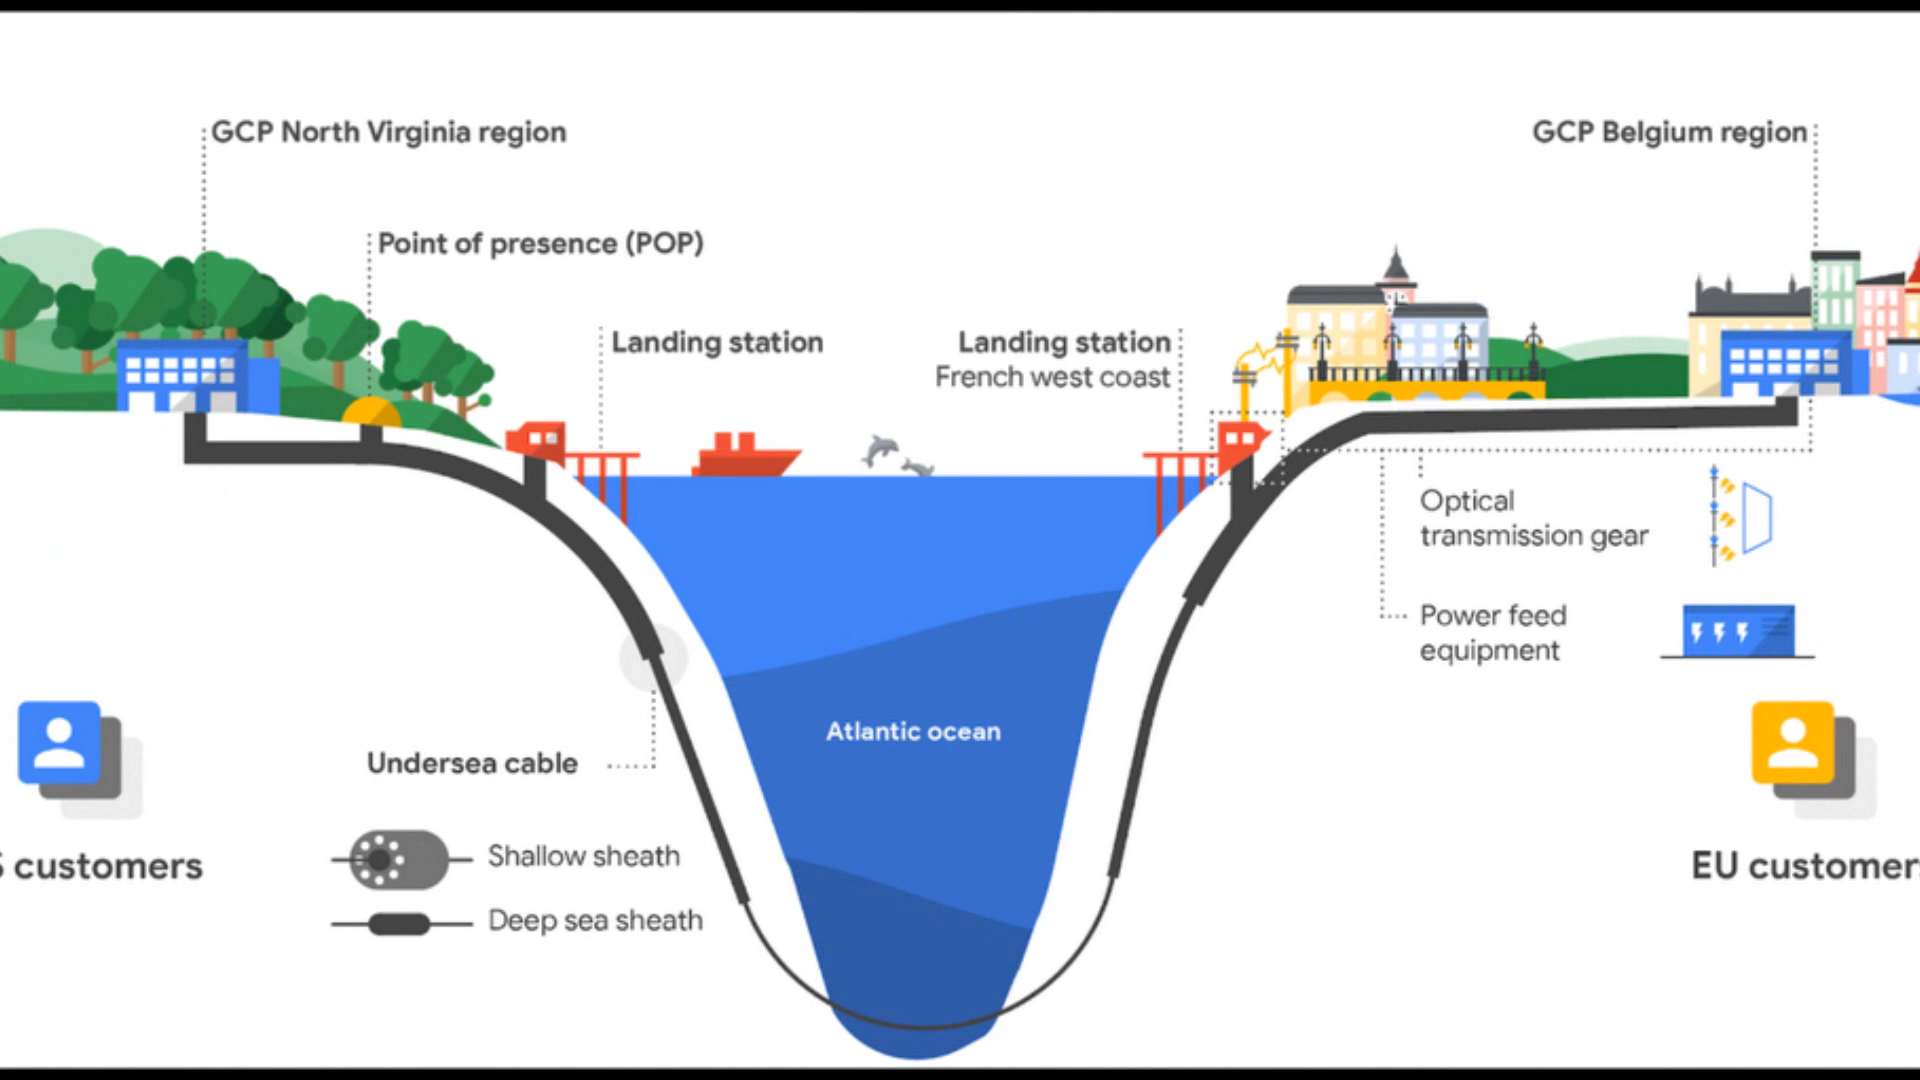 GCP North Virginia region
GCP Belgium region
Point of presence (POP)
Landing station
Landing station
French west coast
Optical
transmission gear
Power feed
equipment
Atlantic ocean
Undersea cable
Shallow sheath
Deep sea sheath
customers
EU customers